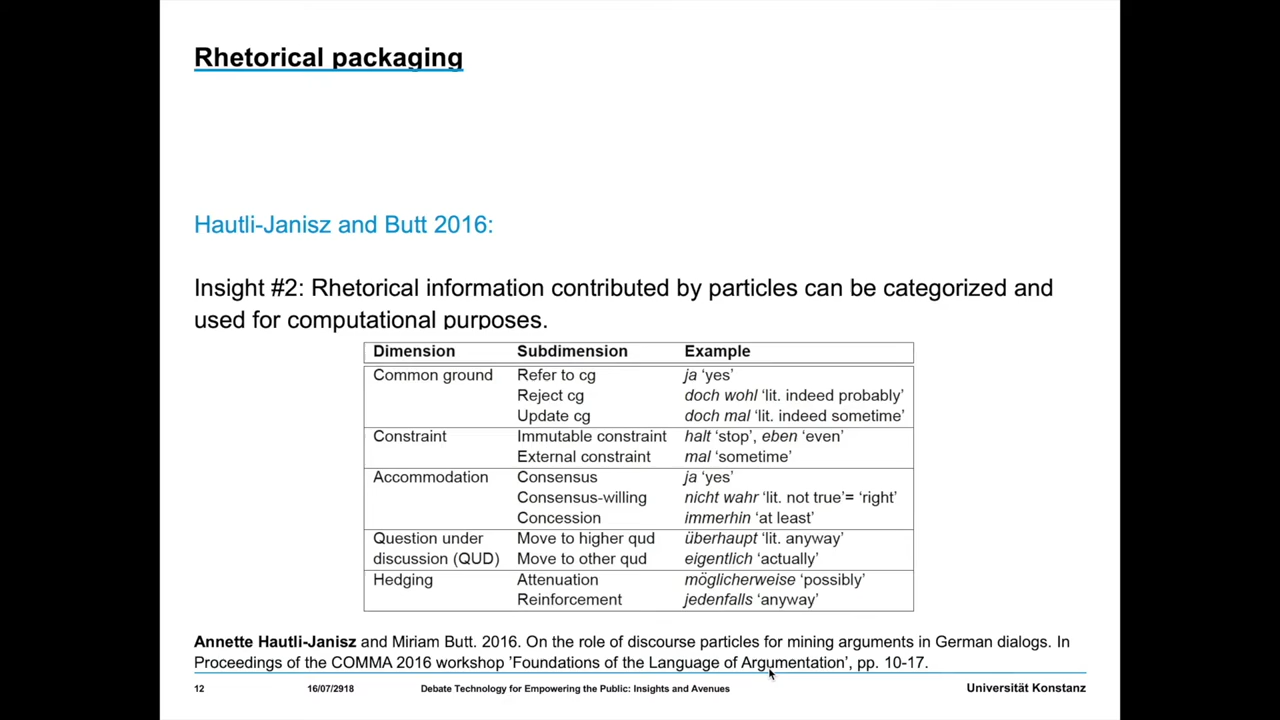 Rhetorical packaging
Hautli-Janisz and Butt 2016:
Insight #2: Rhetorical information contributed by particles can be categorized and
used for computational purposes.
Dimension Subdimension Example
Common ground Refer to cg ja ‘yes’
Reject cg doch wohl ‘lit. indeed probably’
Update cg doch mal ‘lit. indeed sometime’
Constraint Immutable constraint halt ‘stop’, eben ‘even’
External constraint mal ‘sometime’
Accommodation Consensus ja ‘yes’
Consensus-willing nicht wahr ‘lit. not true’= ‘right’
Concession immerhin ‘at least’
Question under Move to higher qud überhaupt ‘lit. anyway’
discussion (QUD) Move to other qud eigentlich ‘actually’
Hedging Attenuation möglicherweise ‘possibly’
Reinforcement jedenfalls ‘anyway’
Annette Hautli-Janisz and Miriam Butt. 2016. On the role of discourse particles for mining arguments in German dialogs. In
Proceedings of the COMMA 2016 workshop ’Foundations of the Language of Argumentation’, pp. 10-17.
12 16/07/2918 Debate Technology for Empowering the Public: Insights and Avenues Universität Konstanz